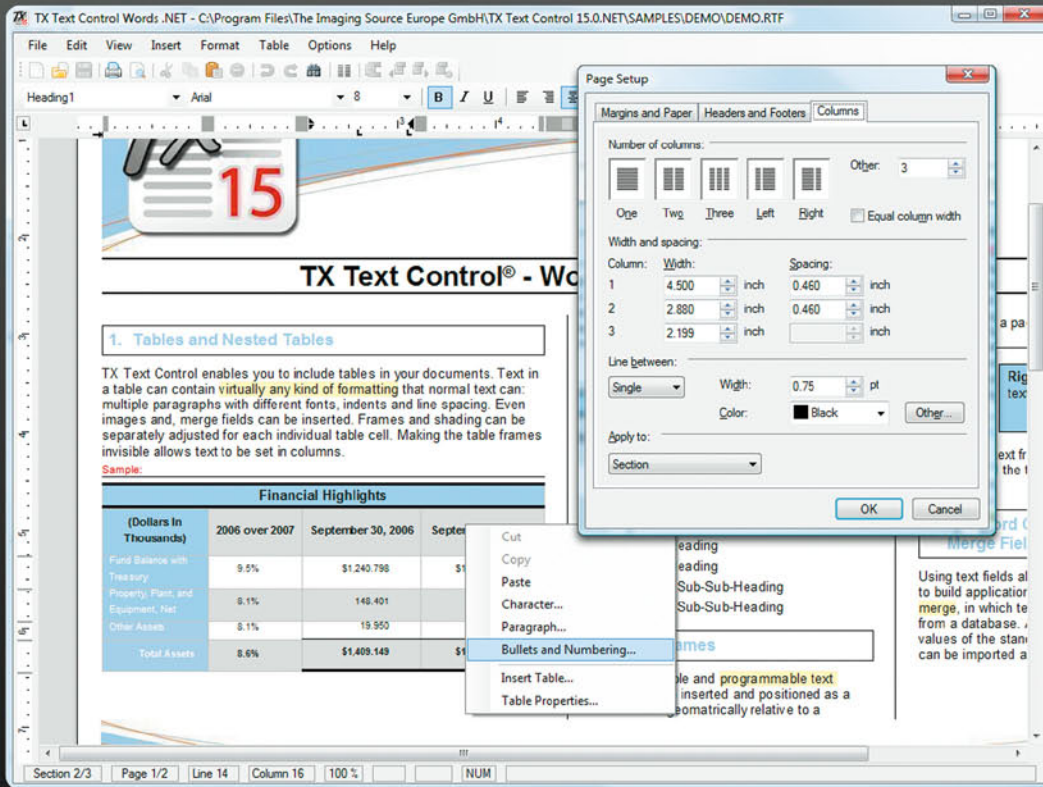 TX Text Control Words .NET - C:\Program Files\The Imaging Source Europe GmbH\TX Text Control 15.0.NET\SAMPLES\DEMO\DEMO.RTF
File Edit View Insert Format Table Options Help
Heading1 Arial 8 B I U
15
TX Text Control® - Wo
1. Tables and Nested Tables
TX Text Control enables you to include tables in your documents. Text in
a table can contain virtually any kind of formatting that normal text can:
multiple paragraphs with different fonts, indents and line spacing. Even
images and, merge fields can be inserted. Frames and shading can be
separately adjusted for each individual table cell. Making the table frames
invisible allows text to be set in columns.
Sample:
Financial Highlights
(Dollars In Thousands) 2006 over 2007 September 30, 2006 Septe
Fund Balance with Treasury 9.5% $1,240.798 $1
Property, Plant, and Equipment, Net 8.1% 148.401
Other Assets 8.1% 19.950
Total Assets 8.6% $1,409.149 $1
Cut
Copy
Paste
Character...
Paragraph...
Bullets and Numbering...
Insert Table...
Table Properties...
eading
eading
Sub-Sub-Heading
Sub-Sub-Heading
ames
ple and programmable text
inserted and positioned as a
geomatrically relative to a
Page Setup
Margins and Paper Headers and Footers Columns
Number of columns:
Other: 3
One Two Three Left Right Equal column width
Width and spacing:
Column: Width: Spacing:
1 4.500 inch 0.460 inch
2 2.880 inch 0.460 inch
3 2.199 inch inch
Line between:
Single Width: 0.75 pt
Color: Black Other...
Apply to:
Section
OK Cancel
a pa
Rig
tex
ext fr
the t
ord
Merge Fiel
Using text fields al
to build application
merge, in which te
from a database.
values of the stan
can be imported a
Section 2/3 Page 1/2 Line 14 Column 16 100 % NUM